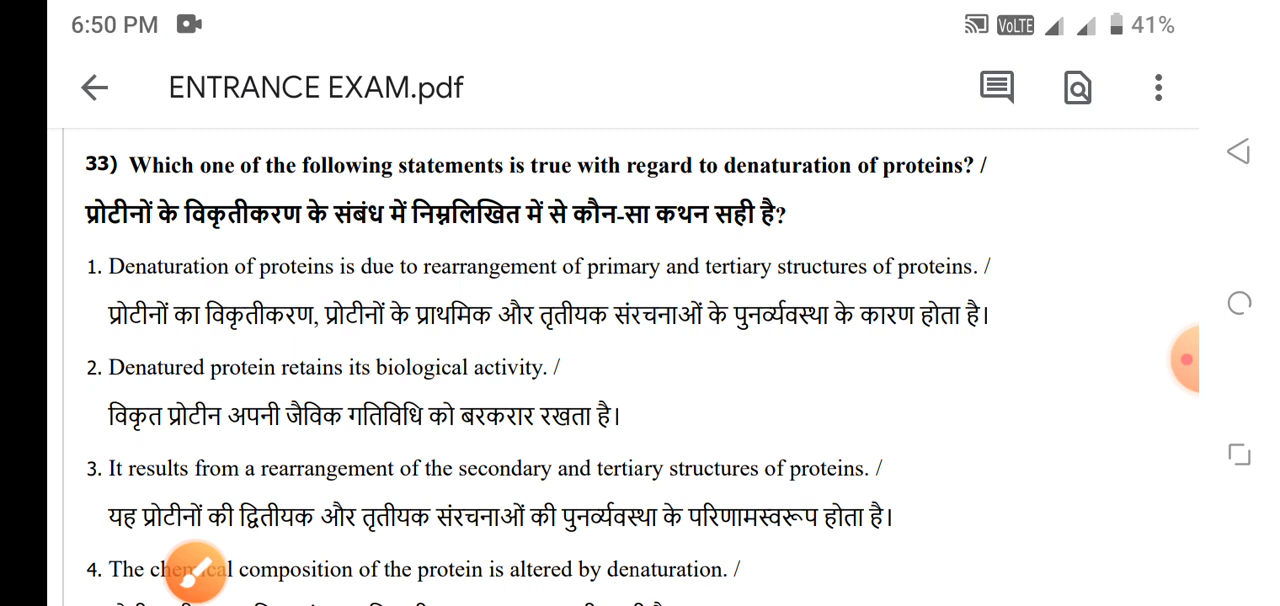 6:50 PM VoLTE 41%
ENTRANCE EXAM.pdf
33) Which one of the following statements is true with regard to denaturation of proteins? /
प्रोटीनों के विकृतीकरण के संबंध में निम्नलिखित में से कौन-सा कथन सही है?
1. Denaturation of proteins is due to rearrangement of primary and tertiary structures of proteins. /
प्रोटीनों का विकृतीकरण, प्रोटीनों के प्राथमिक और तृतीयक संरचनाओं के पुनर्व्यवस्था के कारण होता है।
2. Denatured protein retains its biological activity. /
विकृत प्रोटीन अपनी जैविक गतिविधि को बरकरार रखता है।
3. It results from a rearrangement of the secondary and tertiary structures of proteins. /
यह प्रोटीनों की द्वितीयक और तृतीयक संरचनाओं की पुनर्व्यवस्था के परिणामस्वरूप होता है।
4. The chemical composition of the protein is altered by denaturation. /